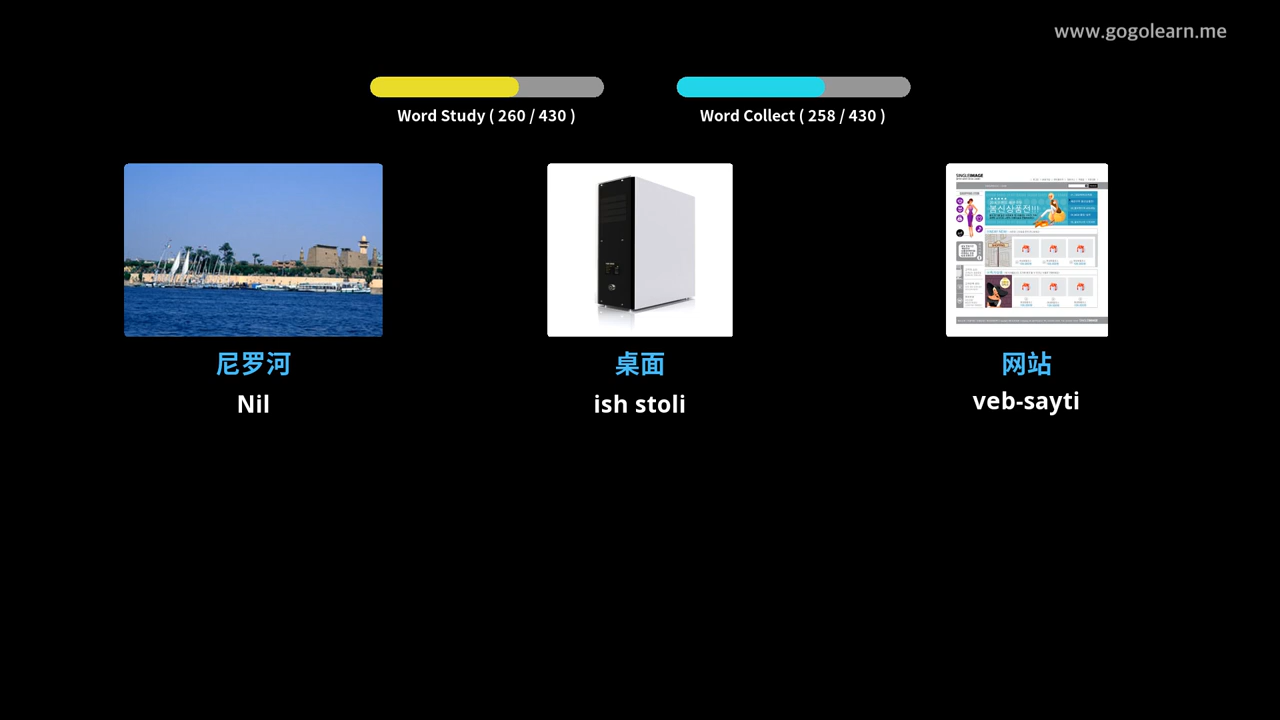 www.gogolearn.me
Word Study ( 260 / 430 )
Word Collect ( 258 / 430 )
尼罗河
桌面
网站
Nil
ish stoli
veb-sayti